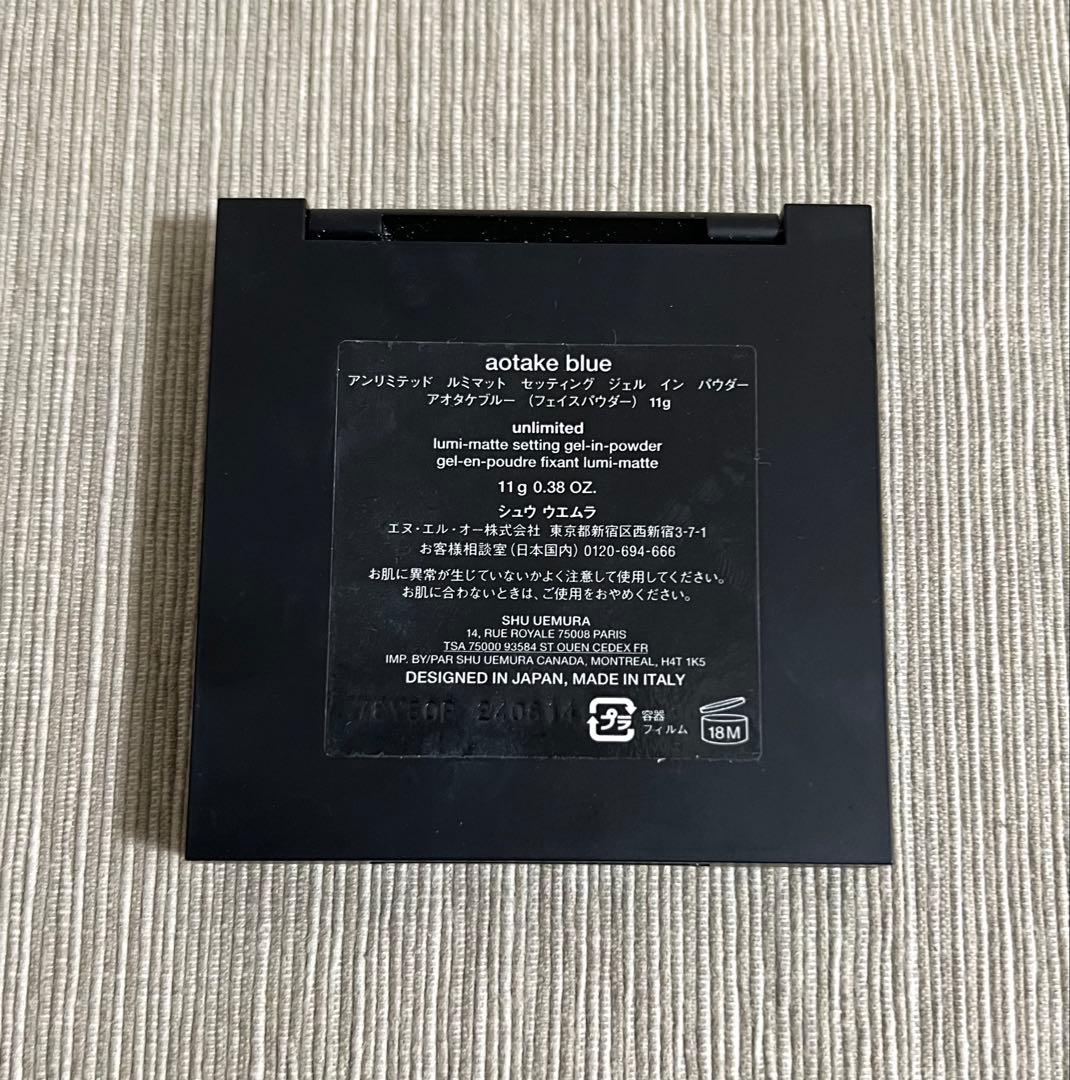 aotake blue
アンリミテッド ルミマット セッティング ジェル イン パウダー
アオタケブルー （フェイスパウダー） 11g
unlimited
lumi-matte setting gel-in-powder
gel-en-poudre fixant lumi-matte
11 g 0.38 OZ.
シュウ ウエムラ
エヌ・エル・オー株式会社 東京都新宿区西新宿3-7-1
お客様相談室（日本国内）0120-694-666
お肌に異常が生じていないかよく注意して使用してください。
お肌に合わないときは、ご使用をおやめください。
SHU UEMURA
14, RUE ROYALE 75008 PARIS
TSA 75000 93584 ST OUEN CEDEX FR
IMP. BY/PAR SHU UEMURA CANADA, MONTREAL, H4T 1K5
DESIGNED IN JAPAN, MADE IN ITALY
240614
プラ
容器
フィルム
18M